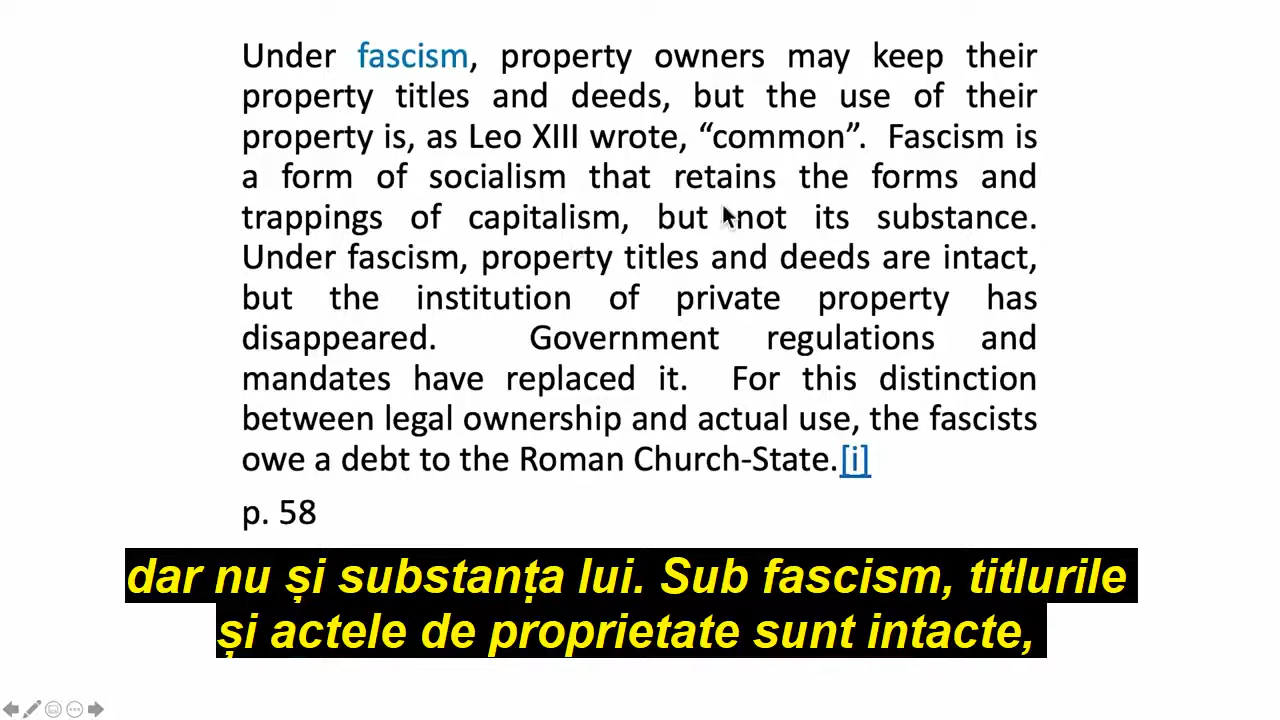 Under fascism, property owners may keep their
property titles and deeds, but the use of their
property is, as Leo XIII wrote, “common”. Fascism is
a form of socialism that retains the forms and
trappings of capitalism, but not its substance.
Under fascism, property titles and deeds are intact,
but the institution of private property has
disappeared. Government regulations and
mandates have replaced it. For this distinction
between legal ownership and actual use, the fascists
owe a debt to the Roman Church-State.[i]
p. 58
dar nu și substanța lui. Sub fascism, titlurile
și actele de proprietate sunt intacte,